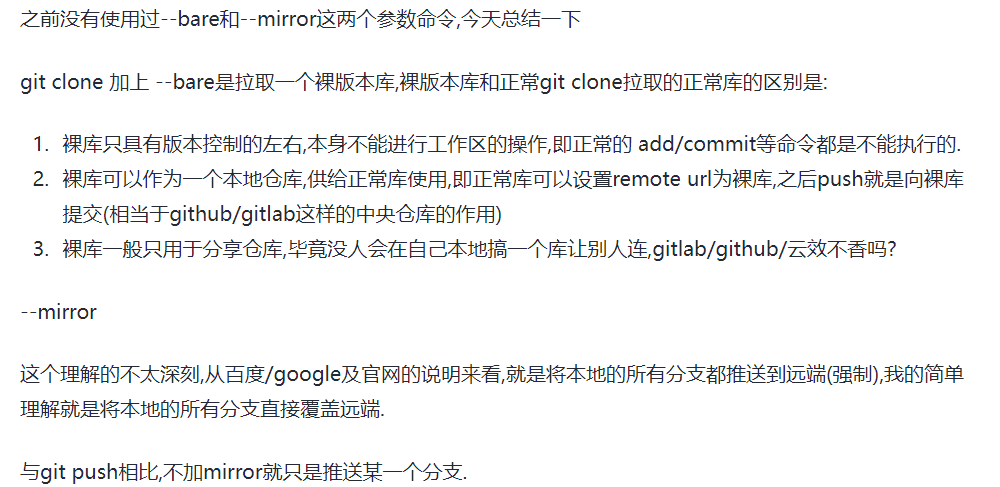 之前没有使用过--bare和--mirror这两个参数命令,今天总结一下
git clone 加上 --bare是拉取一个裸版本库,裸版本库和正常git clone拉取的正常库的区别是:
1. 裸库只具有版本控制的左右,本身不能进行工作区的操作,即正常的 add/commit等命令都是不能执行的.
2. 裸库可以作为一个本地仓库,供给正常库使用,即正常库可以设置remote url为裸库,之后push就是向裸库
提交(相当于github/gitlab这样的中央仓库的作用)
3. 裸库一般只用于分享仓库,毕竟没人会在自己本地搞一个库让别人连,gitlab/github/云效不香吗?
--mirror
这个理解的不太深刻,从百度/google及官网的说明来看,就是将本地的所有分支都推送到远端(强制),我的简单
理解就是将本地的所有分支直接覆盖远端.
与git push相比,不加mirror就只是推送某一个分支.